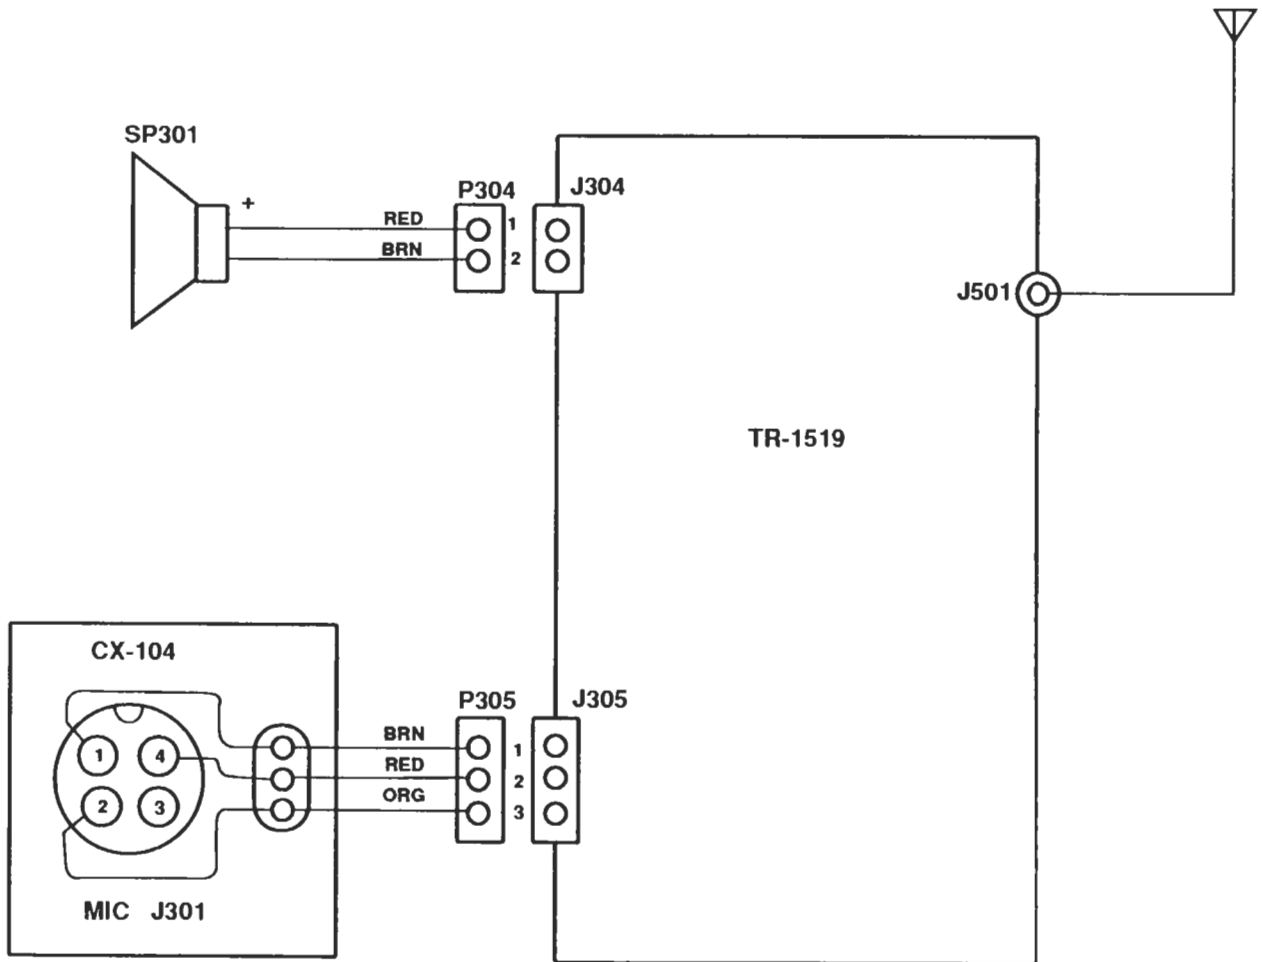 SP301
+
RED
BRN
P304
1
2
J304
J501
TR-1519
CX-104
1
4
2
3
MIC J301
BRN
RED
ORG
P305
1
2
3
J305